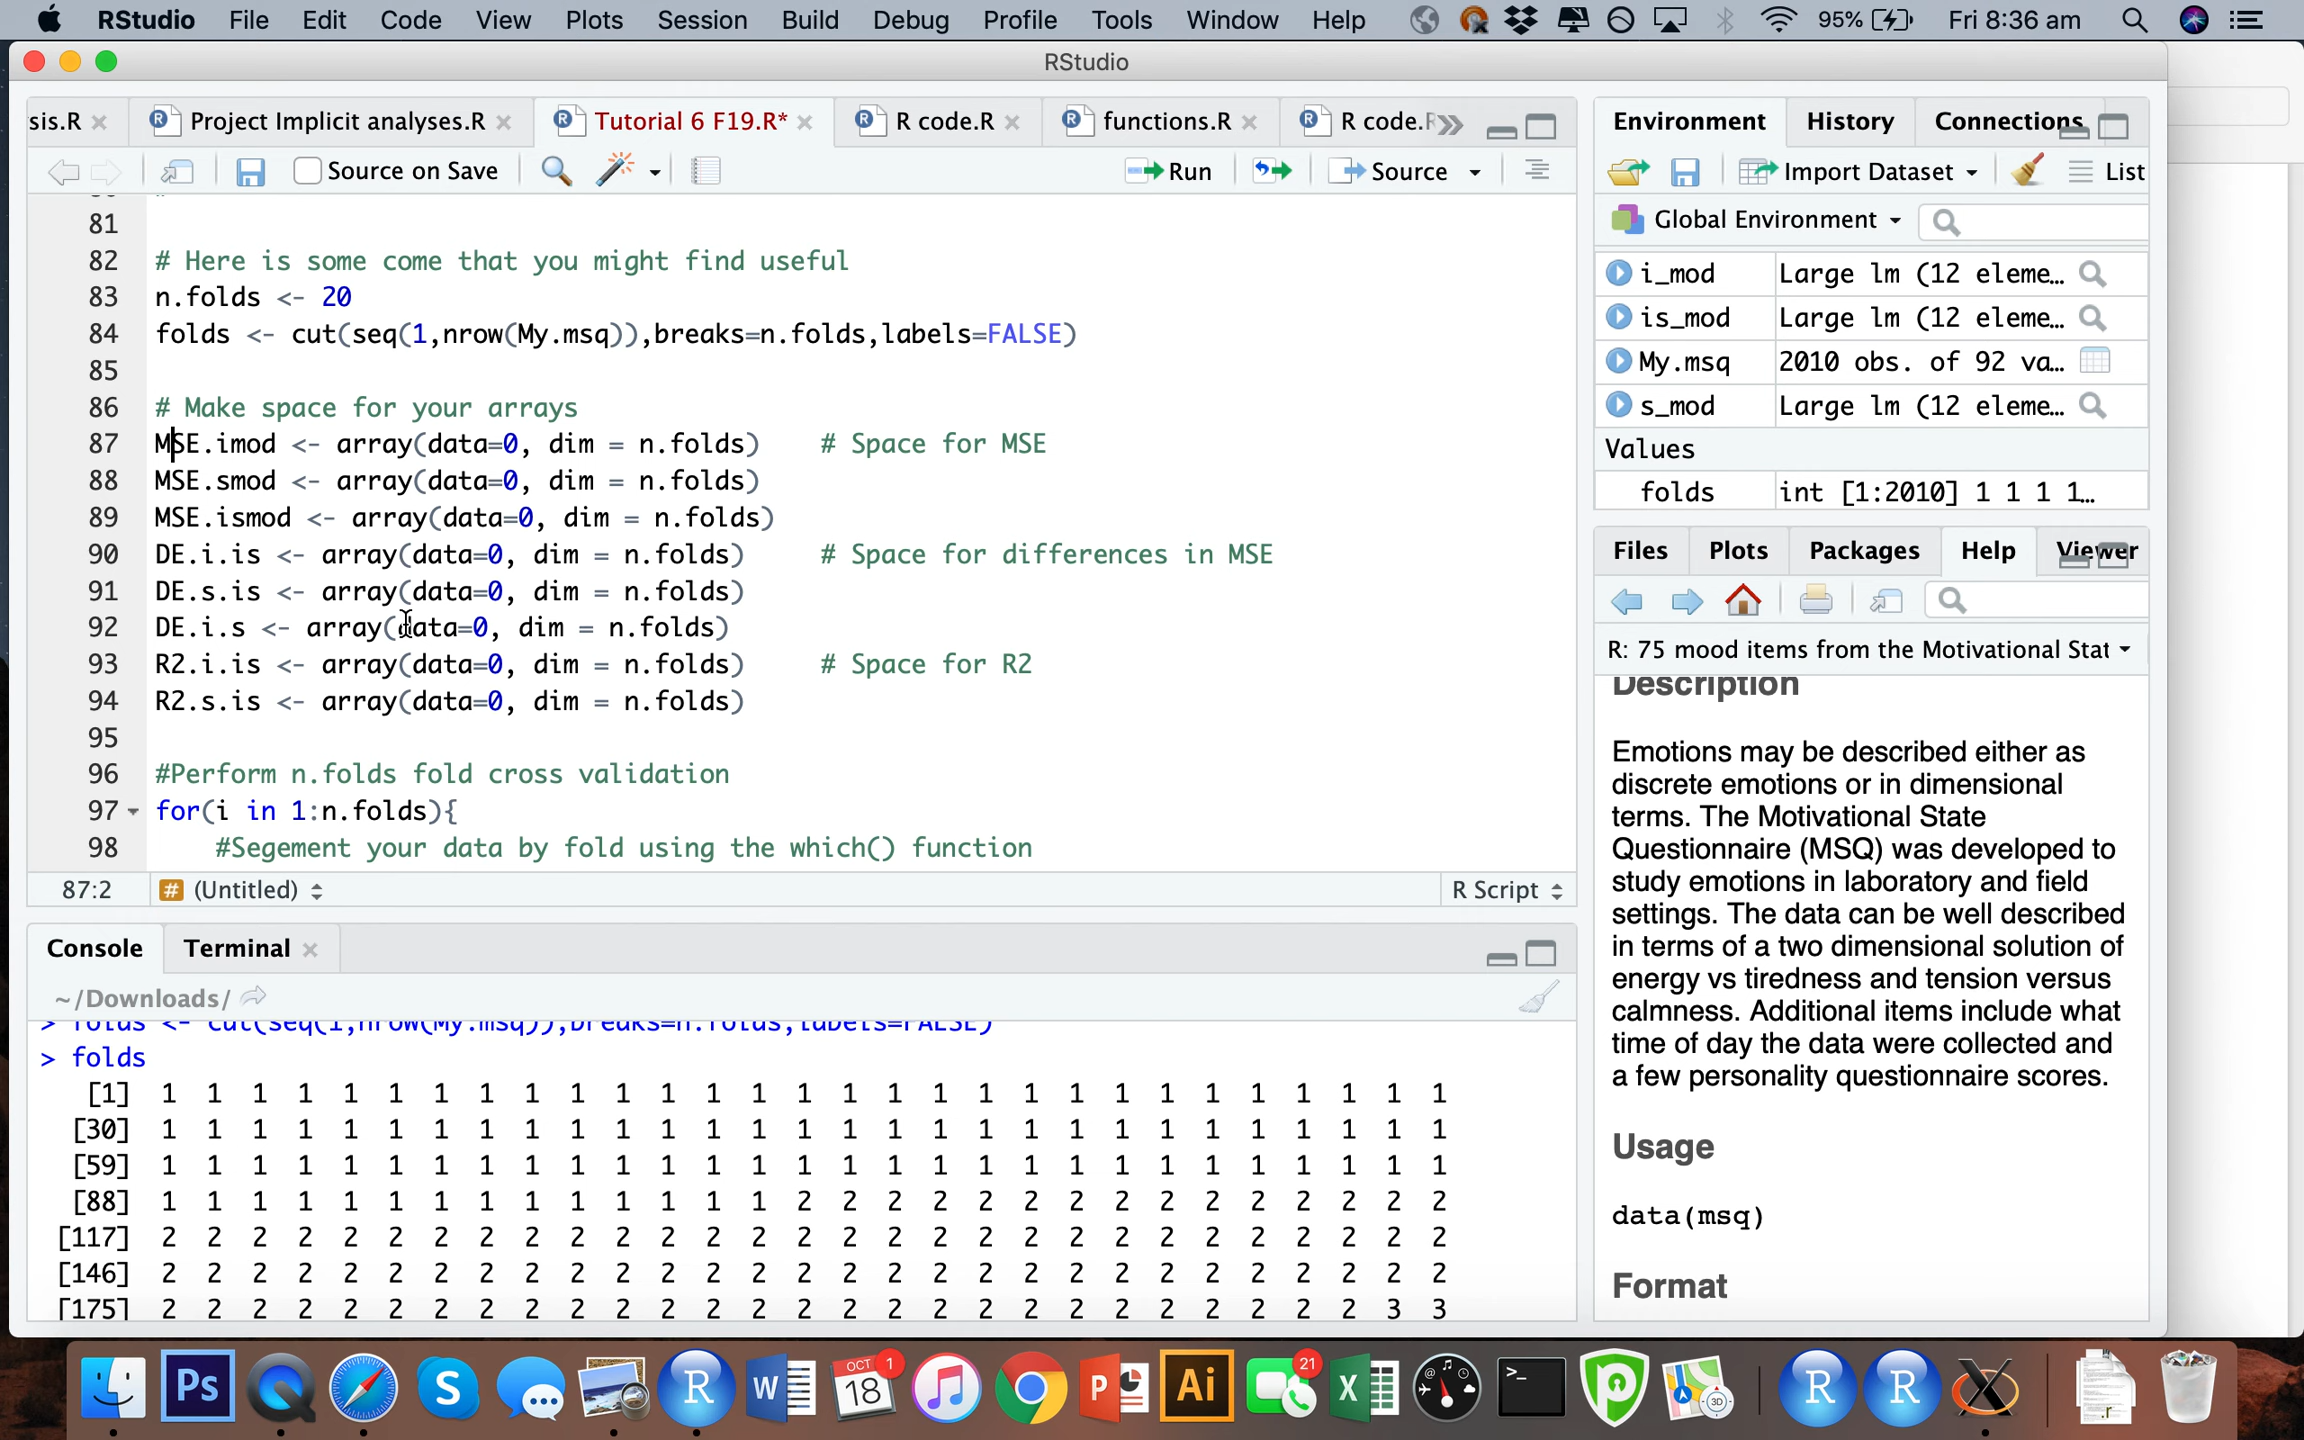 RStudio File Edit Code View Plots Session Build Debug Profile Tools Window Help 95% Fri 8:36 am
RStudio
sis.R Project Implicit analyses.R Tutorial 6 F19.R* R code.R functions.R R code.R
Source on Save Run Source
81
82 # Here is some come that you might find useful
83 n.folds <- 20
84 folds <- cut(seq(1,nrow(My.msq)),breaks=n.folds,labels=FALSE)
85
86 # Make space for your arrays
87 MSE.imod <- array(data=0, dim = n.folds) # Space for MSE
88 MSE.smod <- array(data=0, dim = n.folds)
89 MSE.ismod <- array(data=0, dim = n.folds)
90 DE.i.is <- array(data=0, dim = n.folds) # Space for differences in MSE
91 DE.s.is <- array(data=0, dim = n.folds)
92 DE.i.s <- array(data=0, dim = n.folds)
93 R2.i.is <- array(data=0, dim = n.folds) # Space for R2
94 R2.s.is <- array(data=0, dim = n.folds)
95
96 #Perform n.folds fold cross validation
97 for(i in 1:n.folds){
98 #Segement your data by fold using the which() function
87:2 # (Untitled) R Script
Console Terminal
~/Downloads/
> folds <- cut(seq(1,nrow(My.msq)),breaks=n.folds,labels=FALSE)
> folds
[1] 1 1 1 1 1 1 1 1 1 1 1 1 1 1 1 1 1 1 1 1 1 1 1 1 1 1 1 1 1
[30] 1 1 1 1 1 1 1 1 1 1 1 1 1 1 1 1 1 1 1 1 1 1 1 1 1 1 1 1 1
[59] 1 1 1 1 1 1 1 1 1 1 1 1 1 1 1 1 1 1 1 1 1 1 1 1 1 1 1 1 1
[88] 1 1 1 1 1 1 1 1 1 1 1 1 1 1 2 2 2 2 2 2 2 2 2 2 2 2 2 2 2
[117] 2 2 2 2 2 2 2 2 2 2 2 2 2 2 2 2 2 2 2 2 2 2 2 2 2 2 2 2 2
[146] 2 2 2 2 2 2 2 2 2 2 2 2 2 2 2 2 2 2 2 2 2 2 2 2 2 2 2 2 2
[175] 2 2 2 2 2 2 2 2 2 2 2 2 2 2 2 2 2 2 2 2 2 2 2 2 2 2 2 3 3
Environment History Connections
Import Dataset List
Global Environment
i_mod Large lm (12 eleme…
is_mod Large lm (12 eleme…
My.msq 2010 obs. of 92 va…
s_mod Large lm (12 eleme…
Values
folds int [1:2010] 1 1 1 1…
Files Plots Packages Help Viewer
R: 75 mood items from the Motivational Stat
Description
Emotions may be described either as
discrete emotions or in dimensional
terms. The Motivational State
Questionnaire (MSQ) was developed to
study emotions in laboratory and field
settings. The data can be well described
in terms of a two dimensional solution of
energy vs tiredness and tension versus
calmness. Additional items include what
time of day the data were collected and
a few personality questionnaire scores.
Usage
data(msq)
Format
Ps S R W OCT 18 1 P Ai 21 X >_ P 3D R R X .r